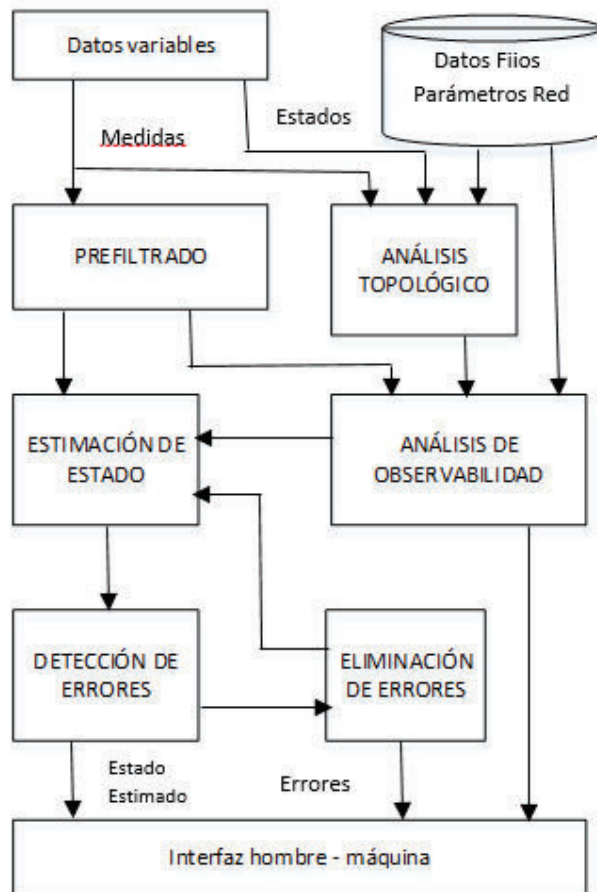 Datos variables
Datos Fiios
Parámetros Red
Medidas
Estados
PREFILTRADO
ANÁLISIS
TOPOLÓGICO
ESTIMACIÓN DE
ESTADO
ANÁLISIS DE
OBSERVABILIDAD
DETECCIÓN DE
ERRORES
ELIMINACIÓN
DE ERRORES
Estado
Estimado
Errores
Interfaz hombre - máquina